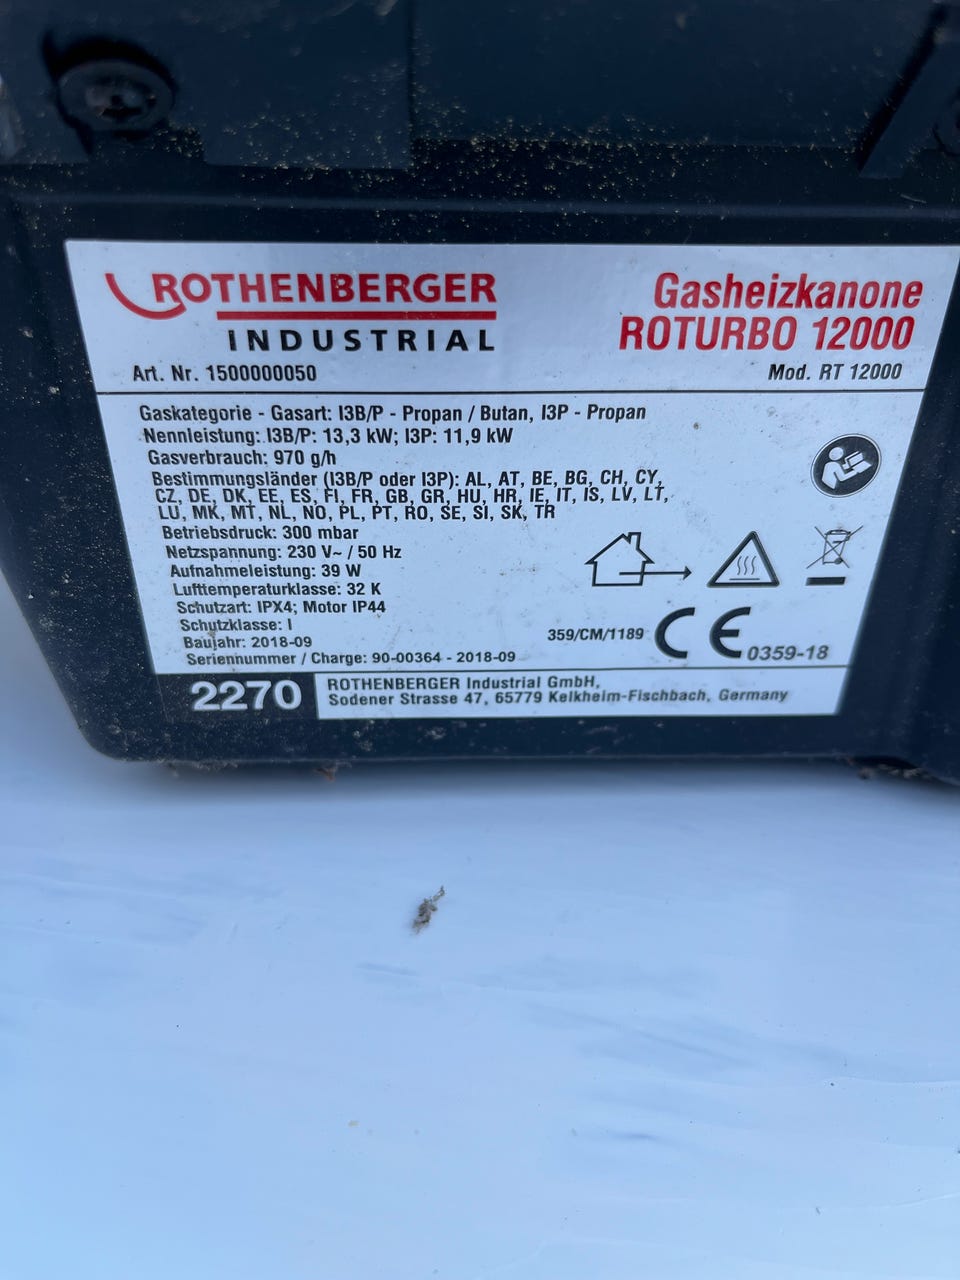 ROTHENBERGER
INDUSTRIAL
Art. Nr. 1500000050
Gasheizkanone
ROTURBO 12000
Mod. RT 12000
Gaskategorie - Gasart: I3B/P - Propan / Butan, I3P - Propan
Nennleistung: I3B/P: 13,3 kW; I3P: 11,9 kW
Gasverbrauch: 970 g/h
Bestimmungsländer (I3B/P oder I3P): AL, AT, BE, BG, CH, CY,
CZ, DE, DK, EE, ES, FI, FR, GB, GR, HU, HR, IE, IT, IS, LV, LT,
LU, MK, MT, NL, NO, PL, PT, RO, SE, SI, SK, TR
Betriebsdruck: 300 mbar
Netzspannung: 230 V~ / 50 Hz
Aufnahmeleistung: 39 W
Lufttemperaturklasse: 32 K
Schutzart: IPX4; Motor IP44
Schutzklasse: I
Baujahr: 2018-09
Seriennummer / Charge: 90-00364 - 2018-09
359/CM/1189 CE 0359-18
2270
ROTHENBERGER Industrial GmbH,
Sodener Strasse 47, 65779 Kelkheim-Fischbach, Germany